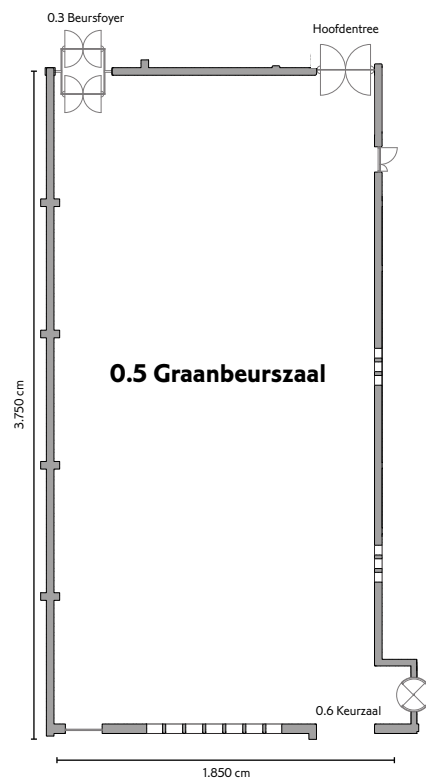 0.3 Beursfoyer
Hoofdentree
0.5 Graanbeurszaal
3.750 cm
0.6 Keurzaal
1.850 cm